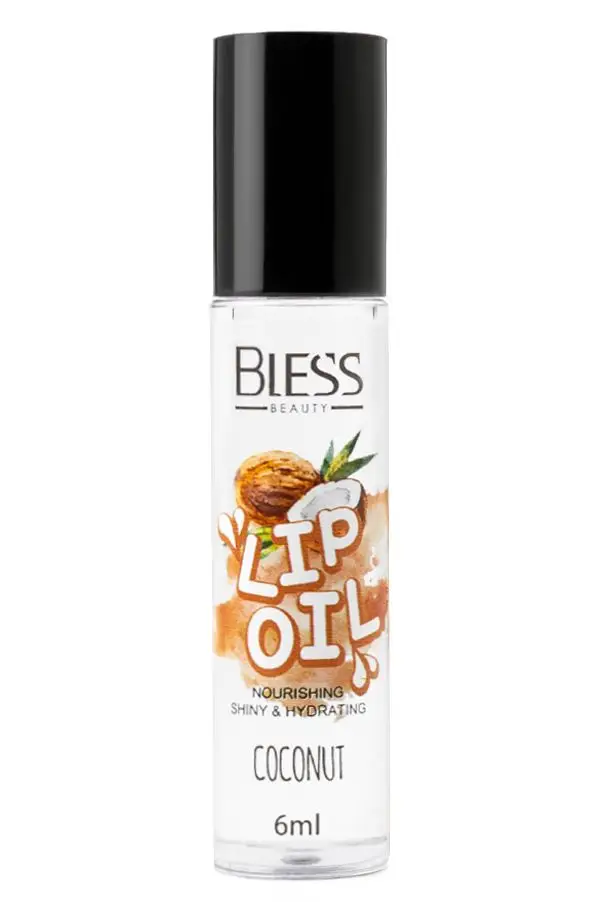 BLESS
BEAUTY
LIP
OIL
NOURISHING
SHINY & HYDRATING
COCONUT
6ml